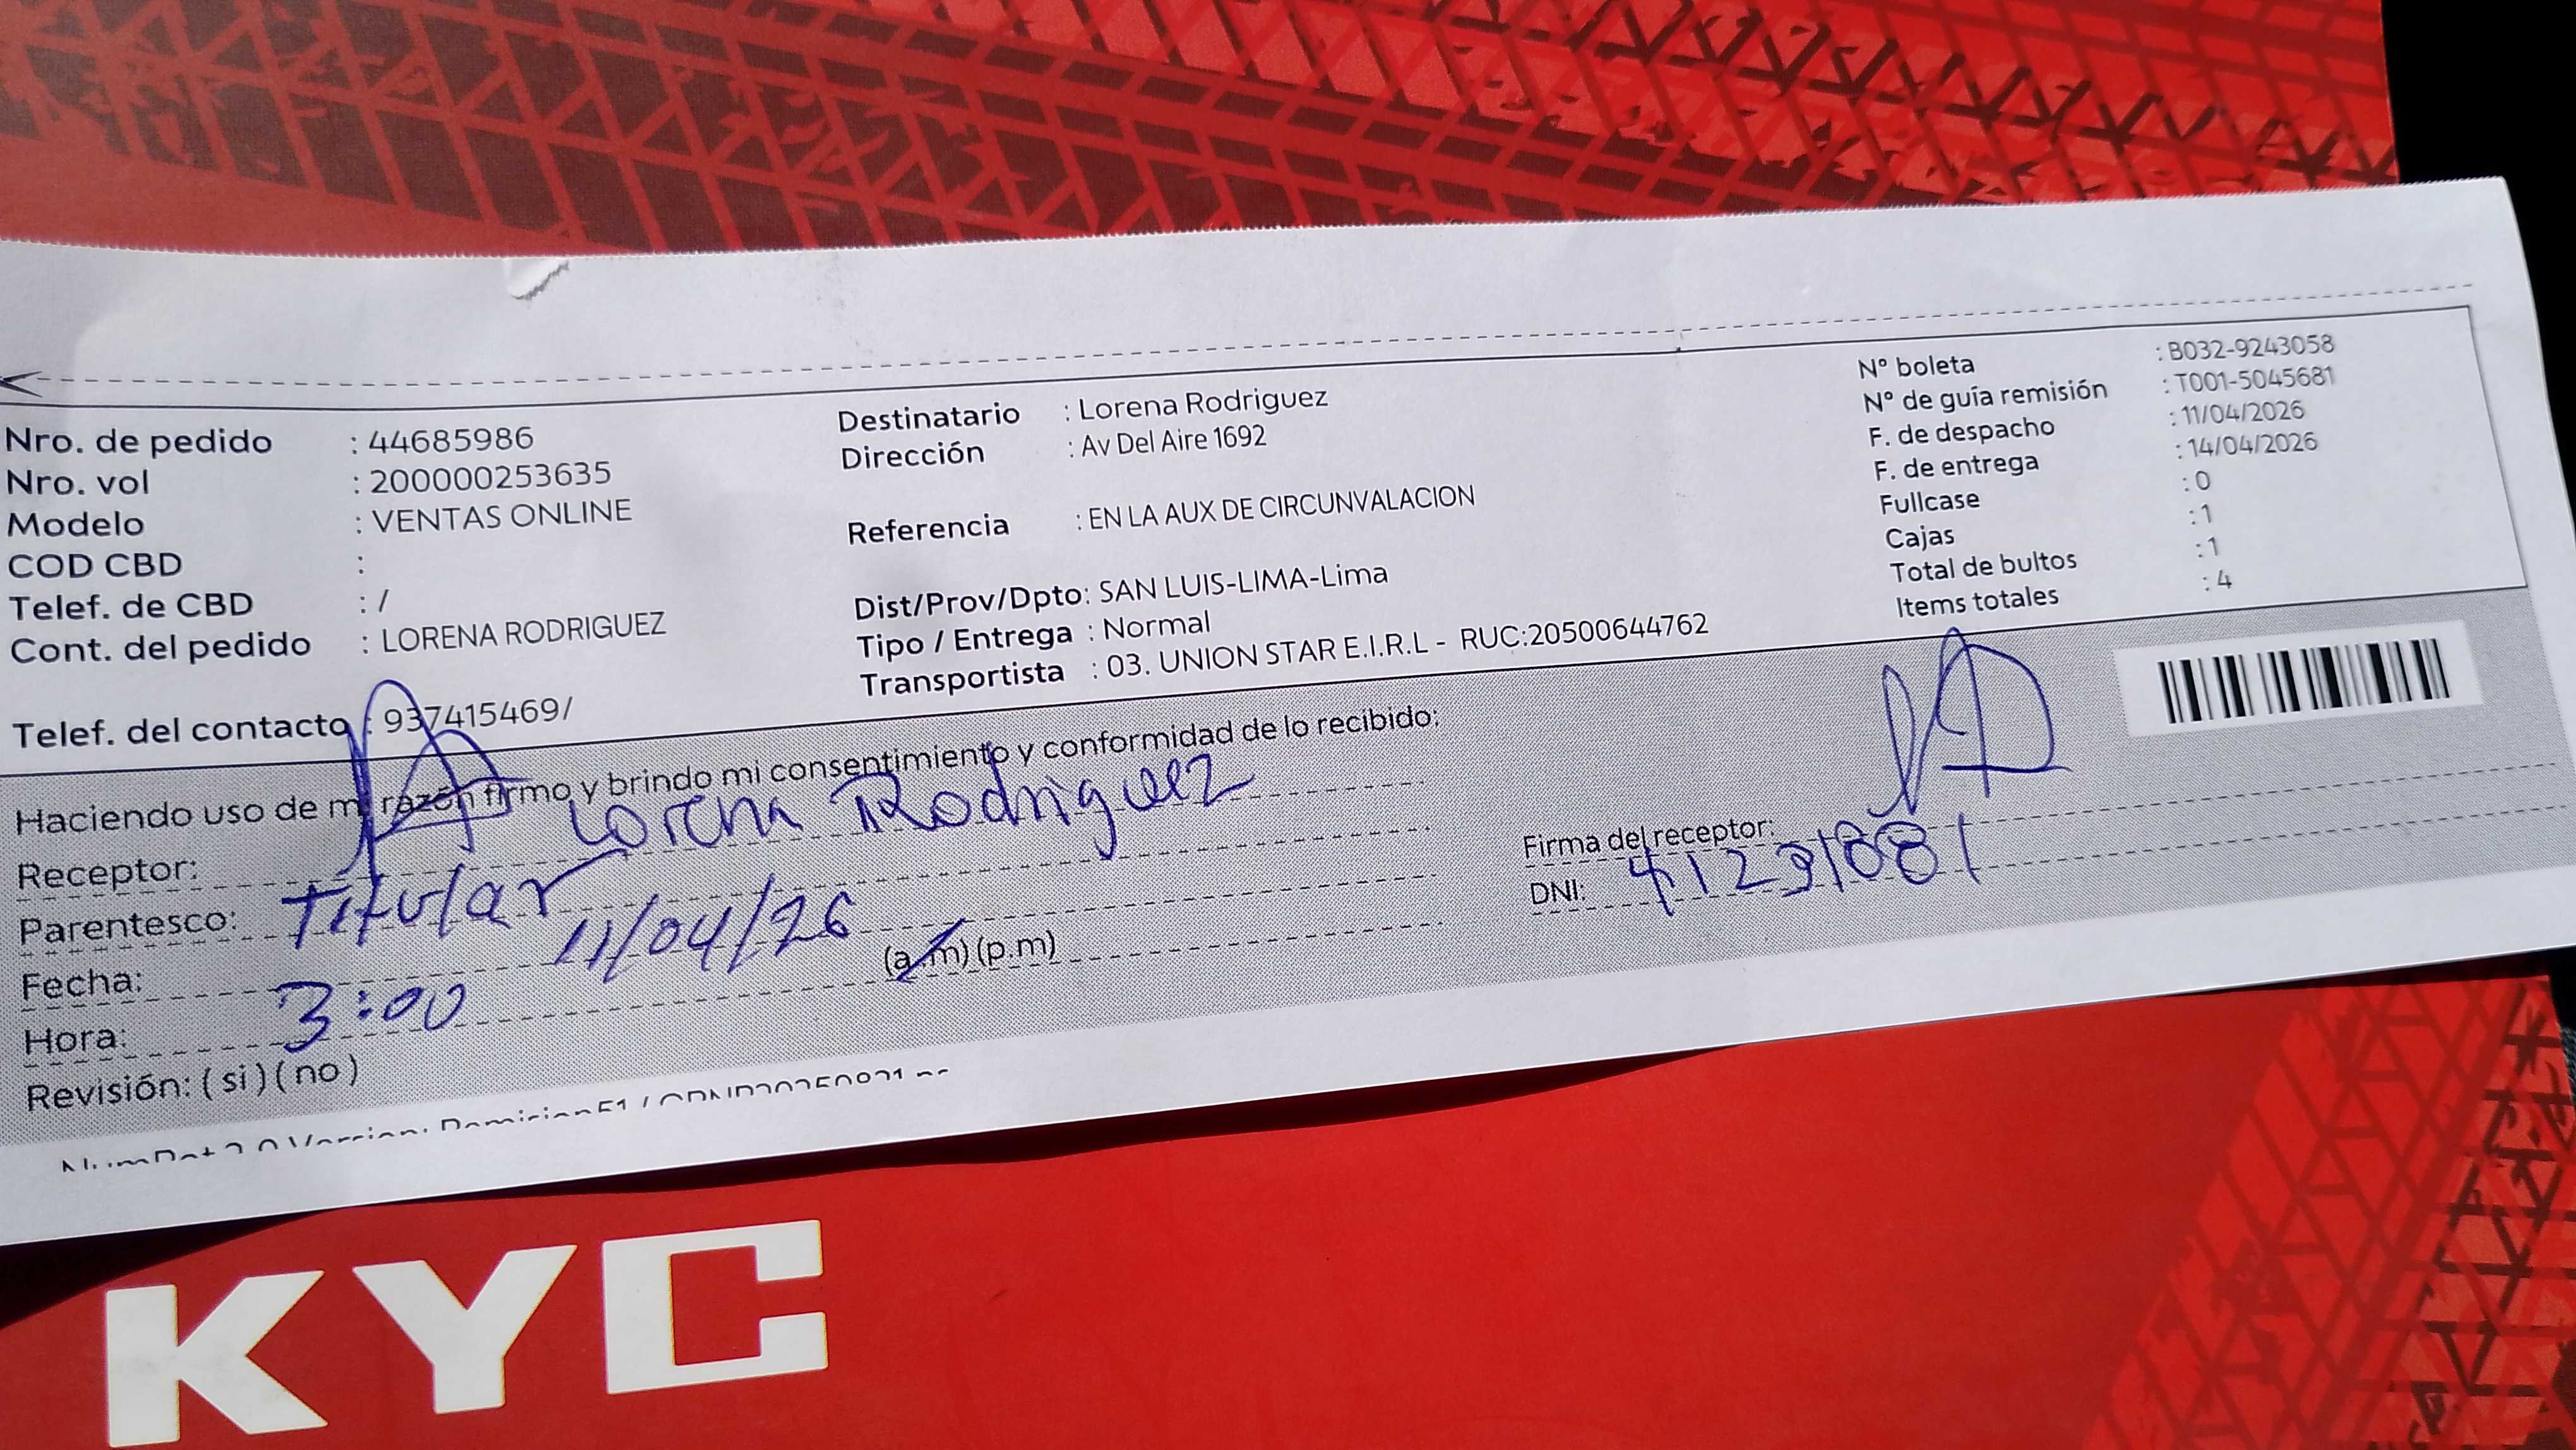 Nro. de pedido : 44685986
Nro. vol : 200000253635
Modelo : VENTAS ONLINE
COD CBD :
Telef. de CBD : /
Cont. del pedido : LORENA RODRIGUEZ
Telef. del contacto : 937415469/
Destinatario : Lorena Rodriguez
Dirección : Av Del Aire 1692
Referencia : EN LA AUX DE CIRCUNVALACION
Dist/Prov/Dpto: SAN LUIS-LIMA-Lima
Tipo / Entrega : Normal
Transportista : 03. UNION STAR E.I.R.L - RUC:20500644762
N° boleta : B032-9243058
N° de guía remisión : T001-5045681
F. de despacho : 11/04/2026
F. de entrega : 14/04/2026
Fullcase : 0
Cajas : 1
Total de bultos : 1
Items totales : 4
Haciendo uso de mi razón firmo y brindo mi consentimiento y conformidad de lo recibido:
Receptor: Lorena Rodriguez
Parentesco: Titular
Fecha: 11/04/26
Hora: 3:00 (a.m) (p.m)
Revisión: ( si ) ( no )
Firma del receptor:
DNI:
KYC